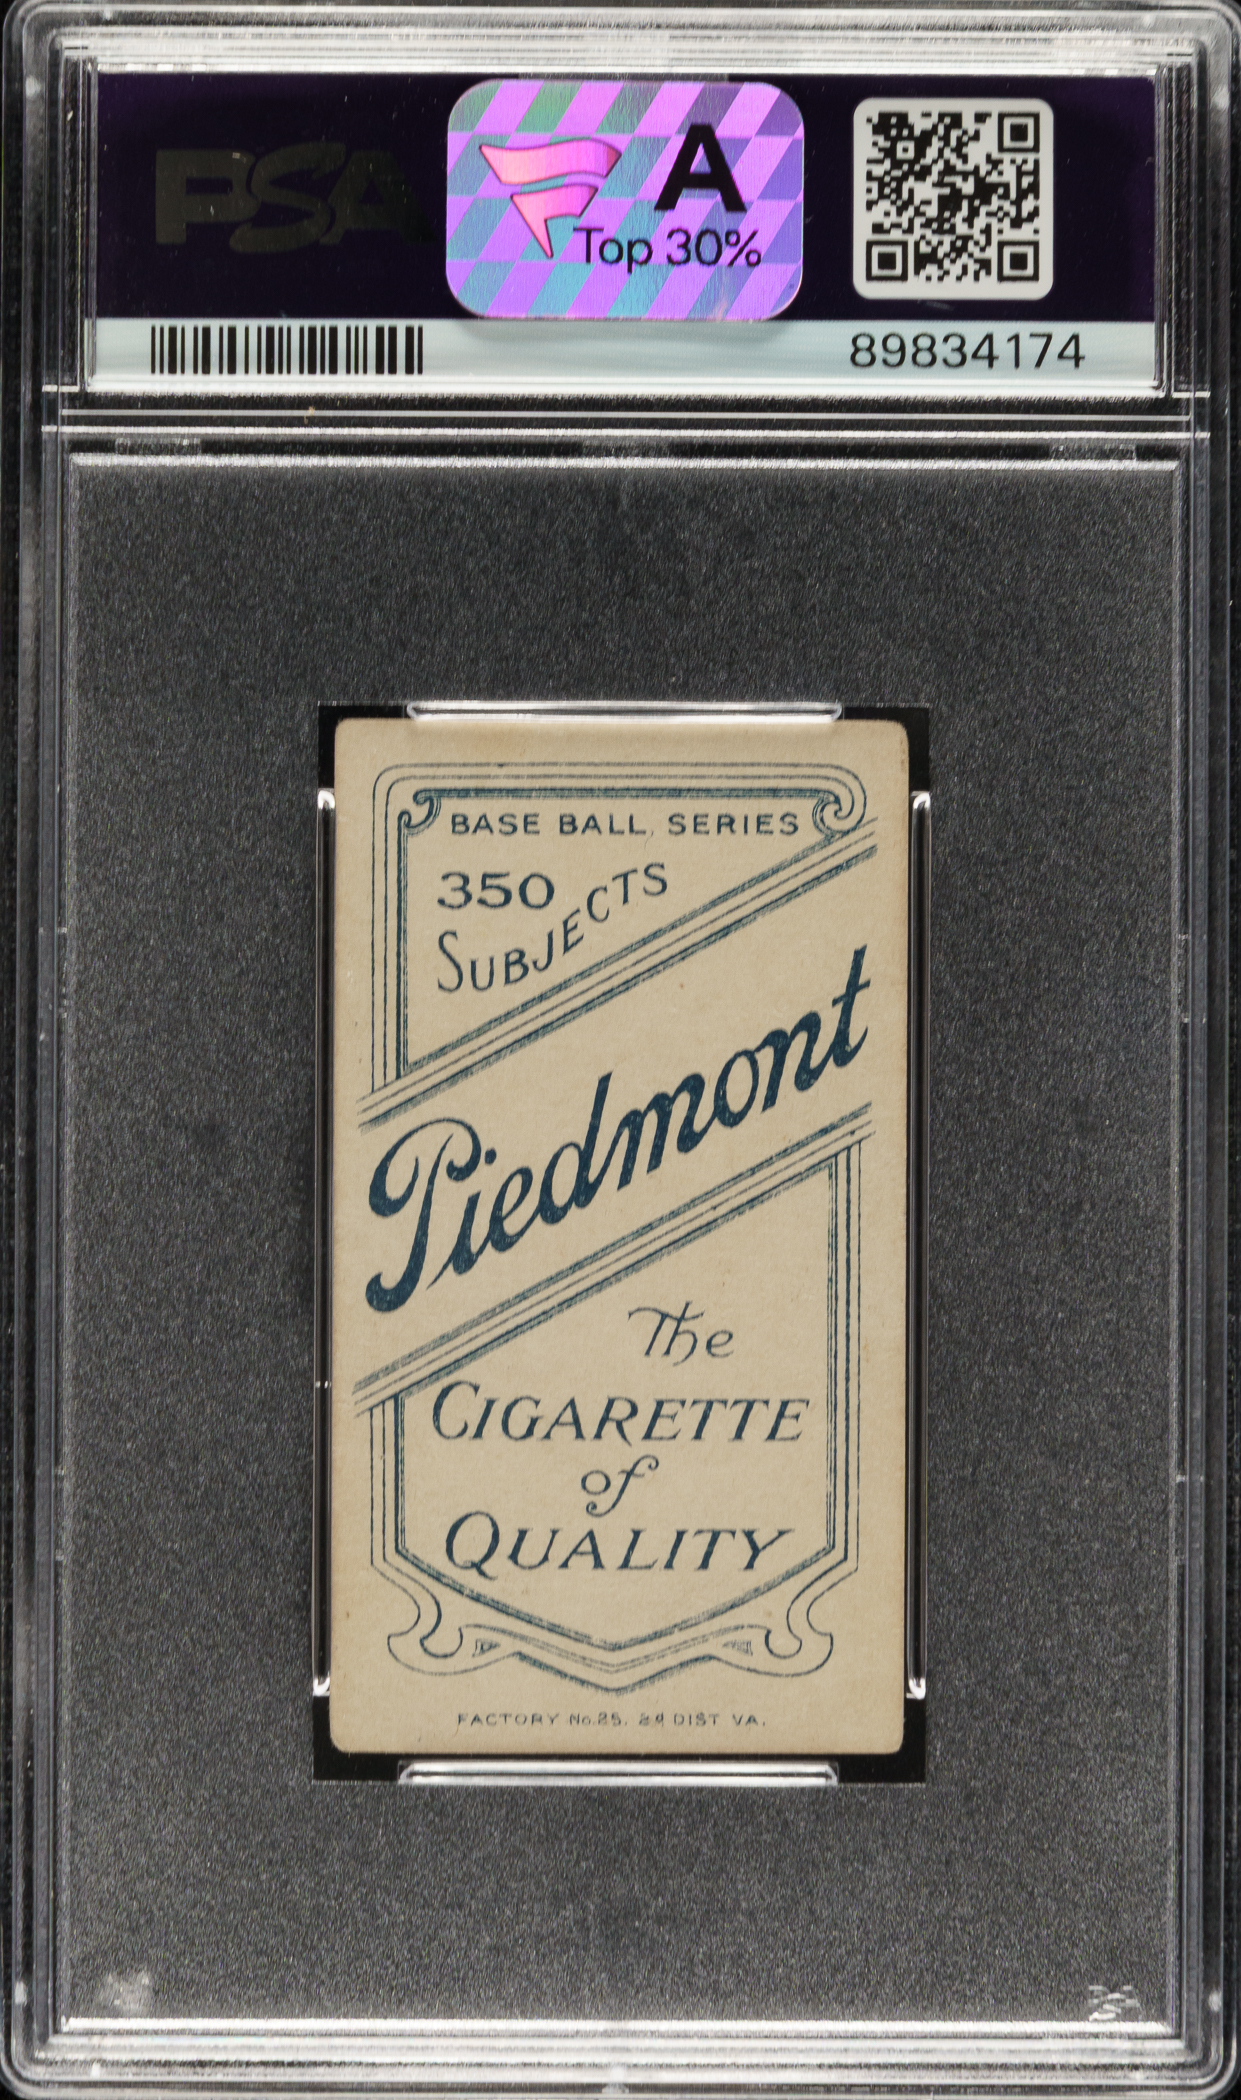 PSA
A
Top 30%
89834174
BASE BALL SERIES
350
SUBJECTS
Piedmont
The
CIGARETTE
of
QUALITY
FACTORY No.25. 2d DIST VA.